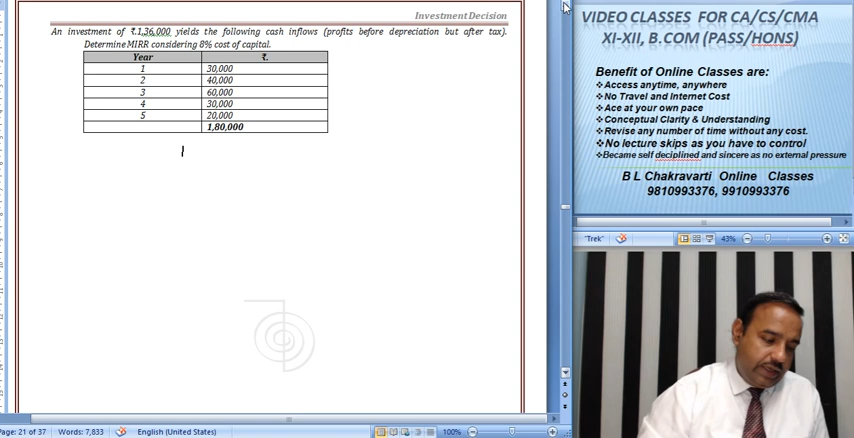 Investment Decision
An investment of ₹.1,36,000 yields the following cash inflows (profits before depreciation but after tax).
Determine MIRR considering 8% cost of capital.
Year ₹.
1 30,000
2 40,000
3 60,000
4 30,000
5 20,000
1,80,000
Page: 21 of 37 Words: 7,833 English (United States) 100%
VIDEO CLASSES FOR CA/CS/CMA
XI-XII, B.COM (PASS/HONS)
Benefit of Online Classes are:
❖Access anytime, anywhere
❖No Travel and Internet Cost
❖Ace at your own pace
❖Conceptual Clarity & Understanding
❖Revise any number of time without any cost.
❖No lecture skips as you have to control
❖Became self deciplined and sincere as no external pressure
B L Chakravarti Online Classes
9810993376, 9910993376
"Trek" 43%